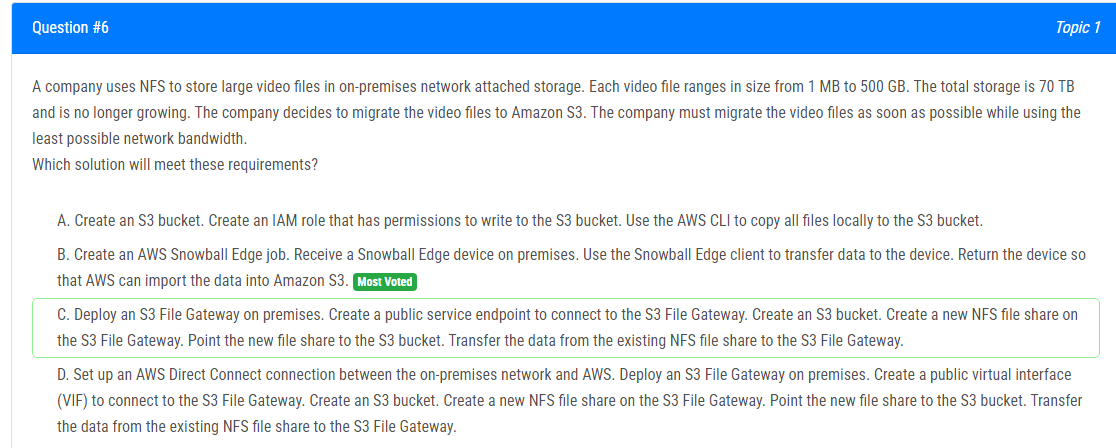 Question #6
Topic 1
A company uses NFS to store large video files in on-premises network attached storage. Each video file ranges in size from 1 MB to 500 GB. The total storage is 70 TB
and is no longer growing. The company decides to migrate the video files to Amazon S3. The company must migrate the video files as soon as possible while using the
least possible network bandwidth.
Which solution will meet these requirements?
A. Create an S3 bucket. Create an IAM role that has permissions to write to the S3 bucket. Use the AWS CLI to copy all files locally to the S3 bucket.
B. Create an AWS Snowball Edge job. Receive a Snowball Edge device on premises. Use the Snowball Edge client to transfer data to the device. Return the device so
that AWS can import the data into Amazon S3. Most Voted
C. Deploy an S3 File Gateway on premises. Create a public service endpoint to connect to the S3 File Gateway. Create an S3 bucket. Create a new NFS file share on
the S3 File Gateway. Point the new file share to the S3 bucket. Transfer the data from the existing NFS file share to the S3 File Gateway.
D. Set up an AWS Direct Connect connection between the on-premises network and AWS. Deploy an S3 File Gateway on premises. Create a public virtual interface
(VIF) to connect to the S3 File Gateway. Create an S3 bucket. Create a new NFS file share on the S3 File Gateway. Point the new file share to the S3 bucket. Transfer
the data from the existing NFS file share to the S3 File Gateway.